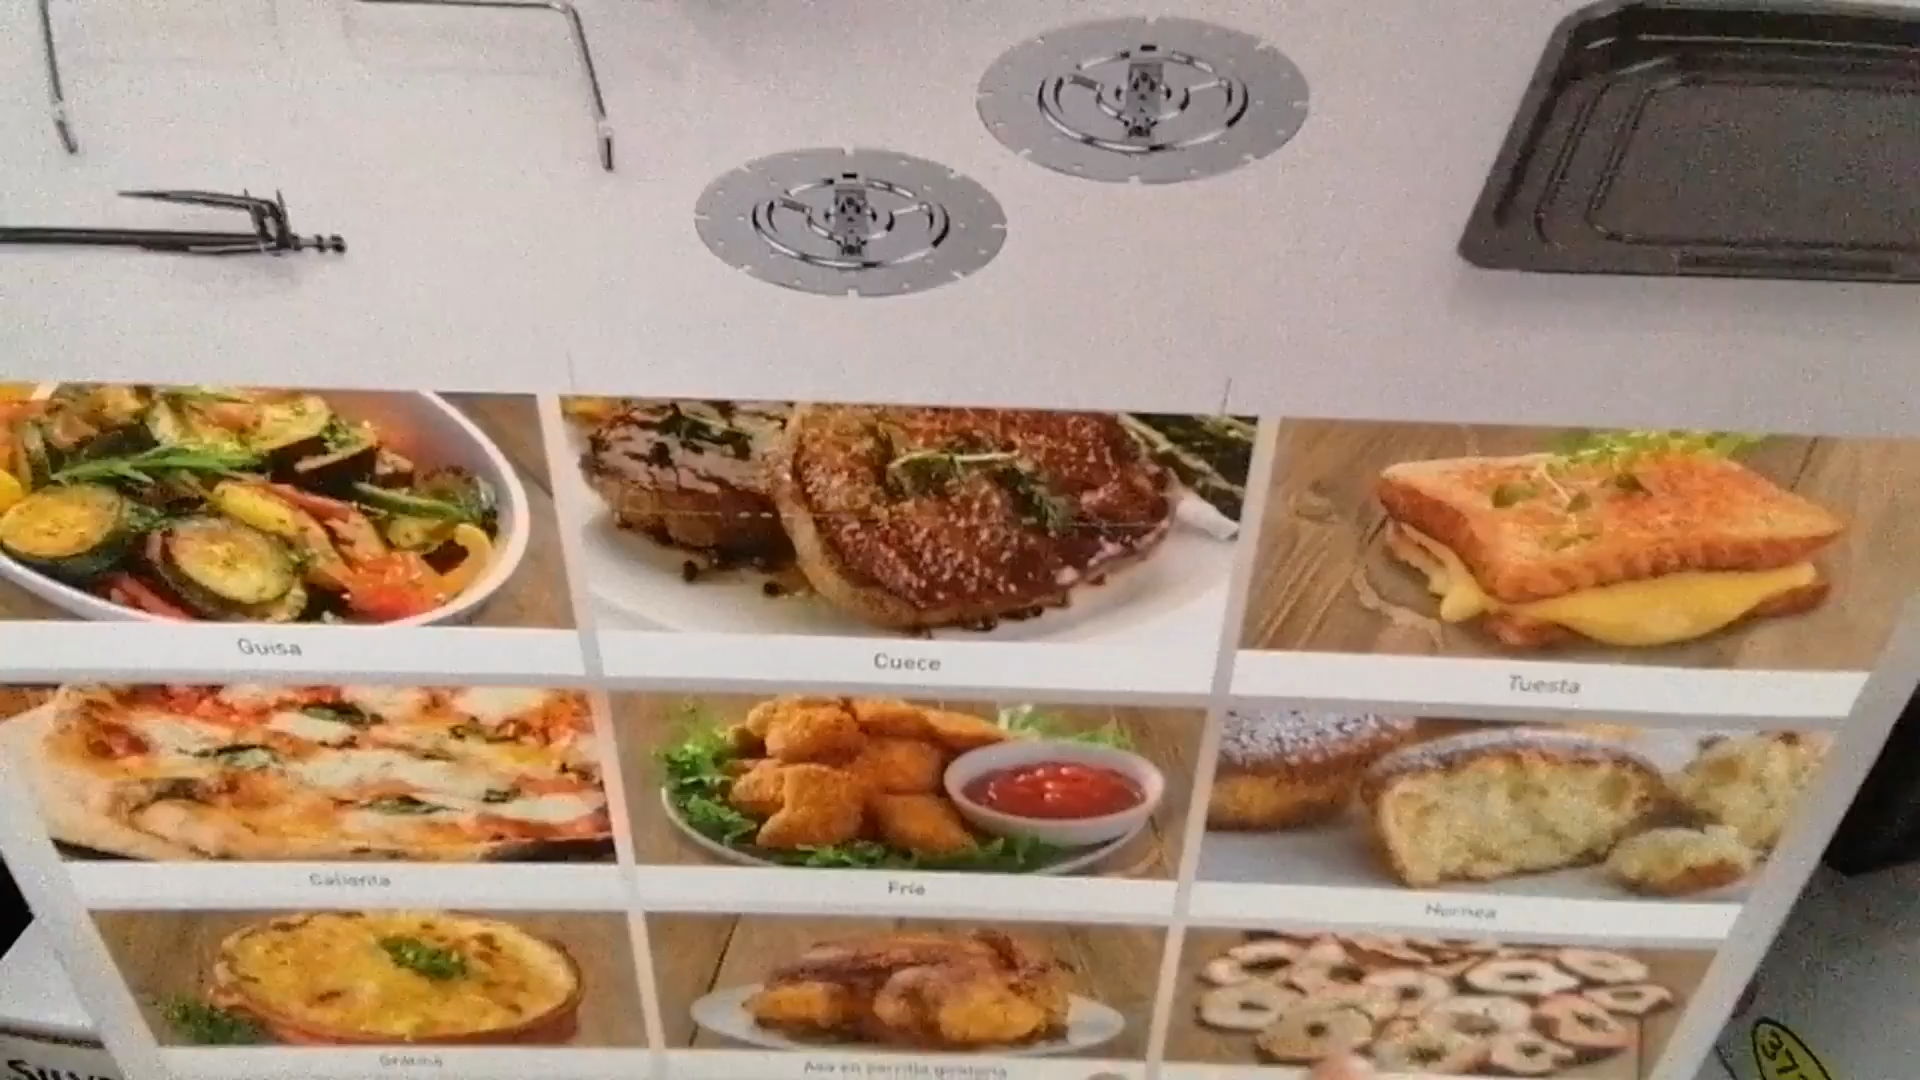 Guisa
Cuece
Tuesta
Calienta
Fríe
Hornea
Gratina
Asa en parrilla giratoria